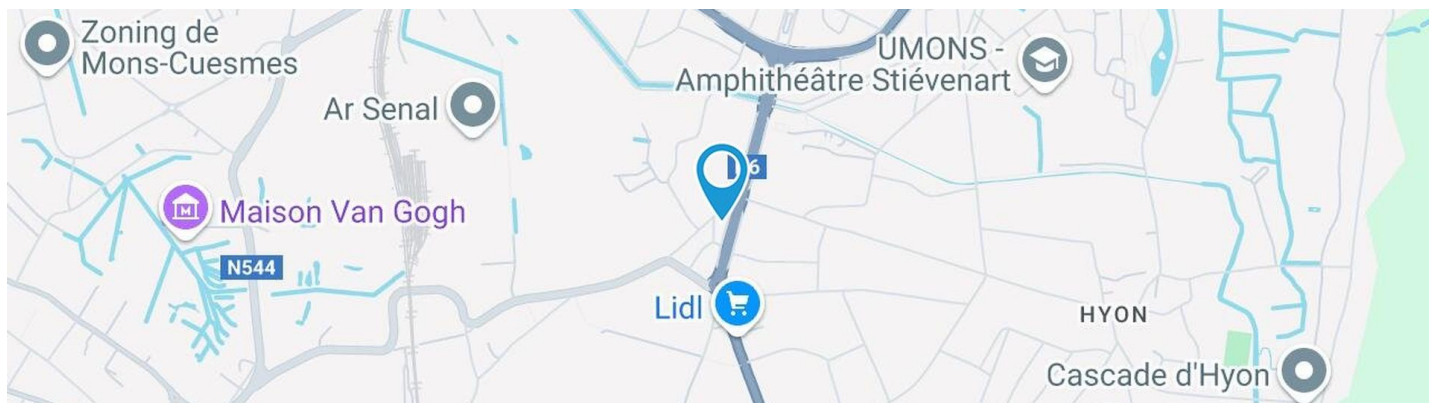 Zoning de
Mons-Cuesmes
UMONS -
Amphithéâtre Stiévenart
Ar Senal
Maison Van Gogh
N544
Lidl
HYON
Cascade d'Hyon